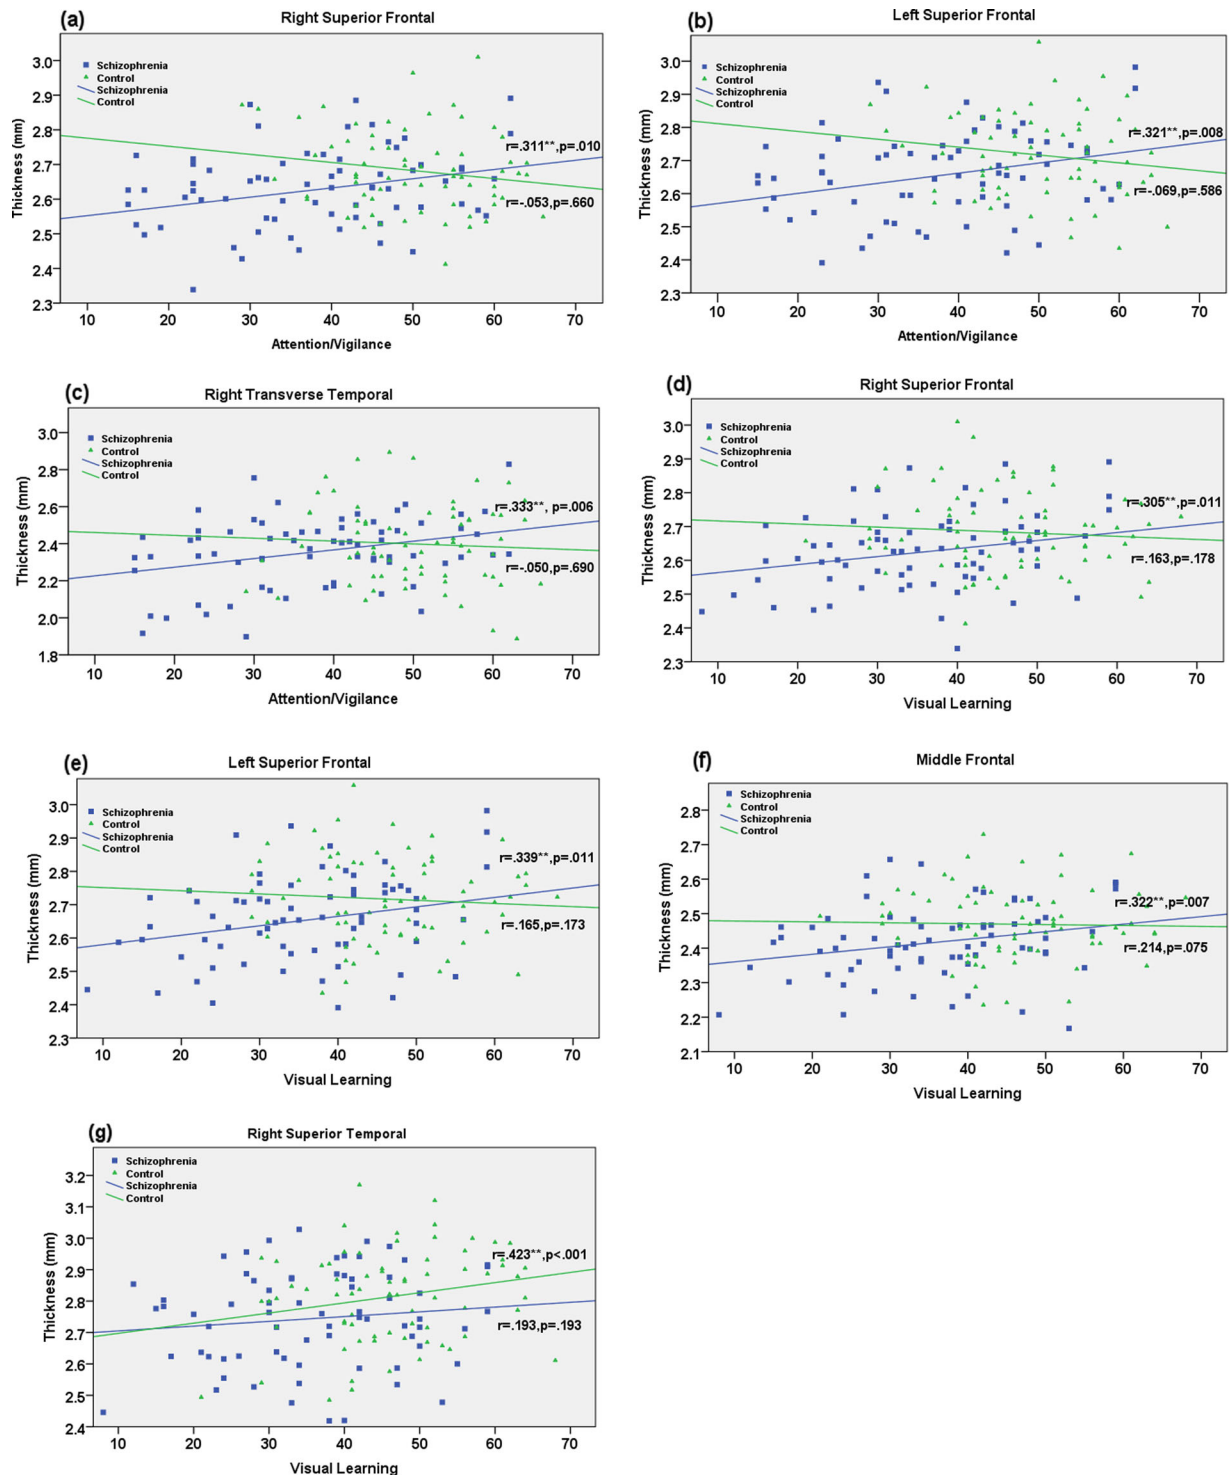 (a)
Right Superior Frontal
Schizophrenia
Control
Schizophrenia
Control
Thickness (mm)
3.0
2.9
2.8
2.7
2.6
2.5
2.4
2.3
r=.311**,p=.010
r=-.053,p=.660
10 20 30 40 50 60 70
Attention/Vigilance
(b)
Left Superior Frontal
Schizophrenia
Control
Schizophrenia
Control
Thickness (mm)
3.0
2.9
2.8
2.7
2.6
2.5
2.4
2.3
r=.321**,p=.008
r=-.069,p=.586
10 20 30 40 50 60 70
Attention/Vigilance
(c)
Right Transverse Temporal
Schizophrenia
Control
Schizophrenia
Control
Thickness (mm)
3.0
2.8
2.6
2.4
2.2
2.0
1.8
r=.333**, p=.006
r=-.050,p=.690
10 20 30 40 50 60 70
Attention/Vigilance
(d)
Right Superior Frontal
Schizophrenia
Control
Schizophrenia
Control
Thickness (mm)
3.0
2.9
2.8
2.7
2.6
2.5
2.4
2.3
r=.305**,p=.011
r=.163,p=.178
10 20 30 40 50 60 70
Visual Learning
(e)
Left Superior Frontal
Schizophrenia
Control
Schizophrenia
Control
Thickness (mm)
3.0
2.9
2.8
2.7
2.6
2.5
2.4
2.3
r=.339**,p=.011
r=.165,p=.173
10 20 30 40 50 60 70
Visual Learning
(f)
Middle Frontal
Schizophrenia
Control
Schizophrenia
Control
Thickness (mm)
2.8
2.7
2.6
2.5
2.4
2.3
2.2
2.1
r=.322**,p=.007
r=.214,p=.075
10 20 30 40 50 60 70
Visual Learning
(g)
Right Superior Temporal
Schizophrenia
Control
Schizophrenia
Control
Thickness (mm)
3.2
3.1
3.0
2.9
2.8
2.7
2.6
2.5
2.4
r=.423**,p<.001
r=.193,p=.193
10 20 30 40 50 60 70
Visual Learning